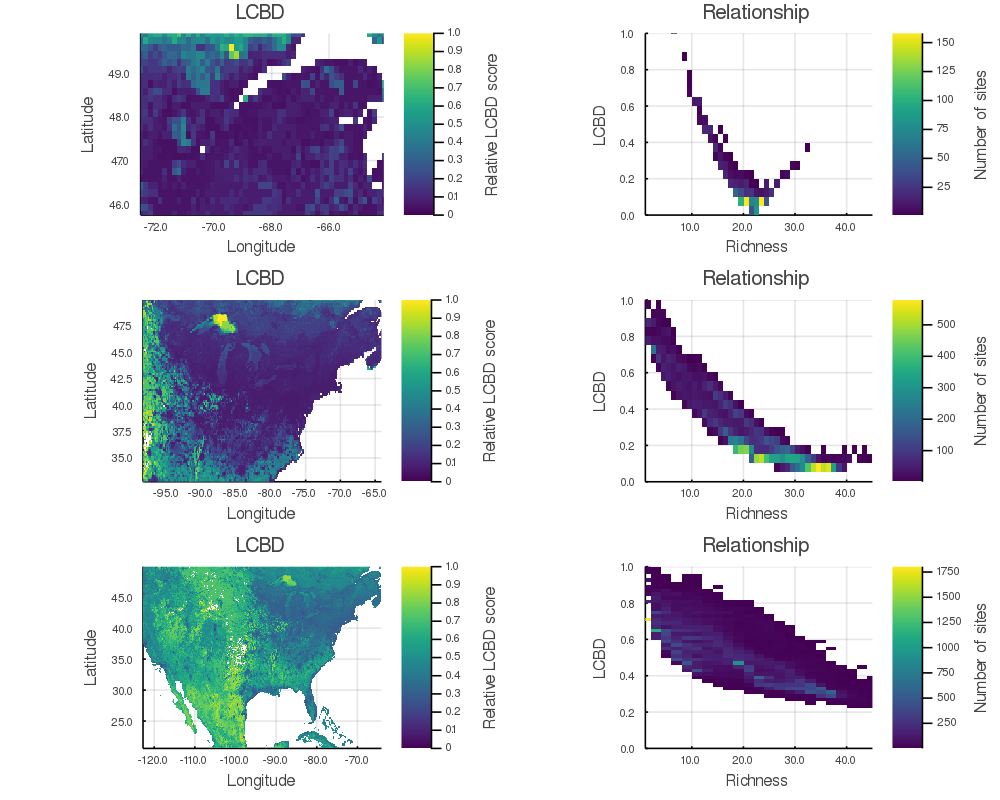 LCBD
49.0
48.0
470
46.0
Latitude
-72.0 -70.0 -68.0 -66.0
Longitude
1.0
0.9
0.8
0.7
0.6
0.5
0.4
0.3
0.2
01
0
Relative LCBD score
Relationship
1.0
0.8
0.6
0.4
0.2
0.0
LCBD
10.0 20.0 30.0 40.0
Richness
150
125
100
75
50
25
Number of sites
LCBD
475
45.0
42.5
40.0
37.5
35.0
Latitude
-95.0 -90.0 -85.0 -80.0 -75.0 -70.0 -65.0
Longitude
1.0
0.9
0.8
0.7
0.6
0.5
0.4
0.3
0.2
01
0
Relative LCBD score
Relationship
1.0
0.8
0.6
0.4
0.2
0.0
LCBD
10.0 20.0 30.0 40.0
Richness
500
400
300
200
100
Number of sites
LCBD
45.0
40.0
35.0
30.0
25.0
Latitude
-120.0 -110.0 -100.0 -90.0 -80.0 -70.0
Longitude
1.0
0.9
0.8
0.7
0.6
0.5
0.4
0.3
0.2
0.1
0
Relative LCBD score
Relationship
1.0
0.8
0.6
0.4
0.2
0.0
LCBD
10.0 20.0 30.0 40.0
Richness
1750
1500
1250
1000
750
500
250
Number of sites